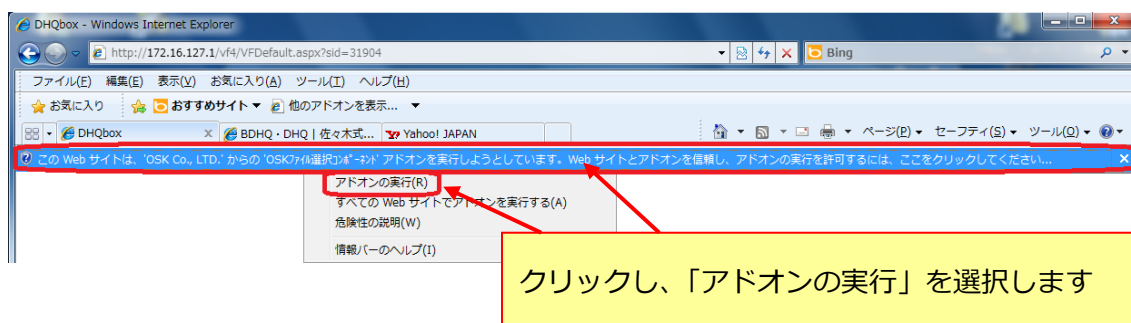 DHQbox - Windows Internet Explorer
http://172.16.127.1/vf4/VFDefault.aspx?sid=31904
Bing
ファイル(F) 編集(E) 表示(V) お気に入り(A) ツール(T) ヘルプ(H)
お気に入り おすすめサイト ▼ 他のアドオンを表示... ▼
DHQbox x BDHQ・DHQ | 佐々木式... Yahoo! JAPAN ページ(P) セーフティ(S) ツール(O)
この Web サイトは、'OSK Co., LTD.' からの 'OSKファイル選択コンポーネント' アドオンを実行しようとしています。Web サイトとアドオンを信頼し、アドオンの実行を許可するには、ここをクリックしてください...
アドオンの実行(R)
すべての Web サイトでアドオンを実行する(A)
危険性の説明(W)
情報バーのヘルプ(I)
クリックし、「アドオンの実行」を選択します